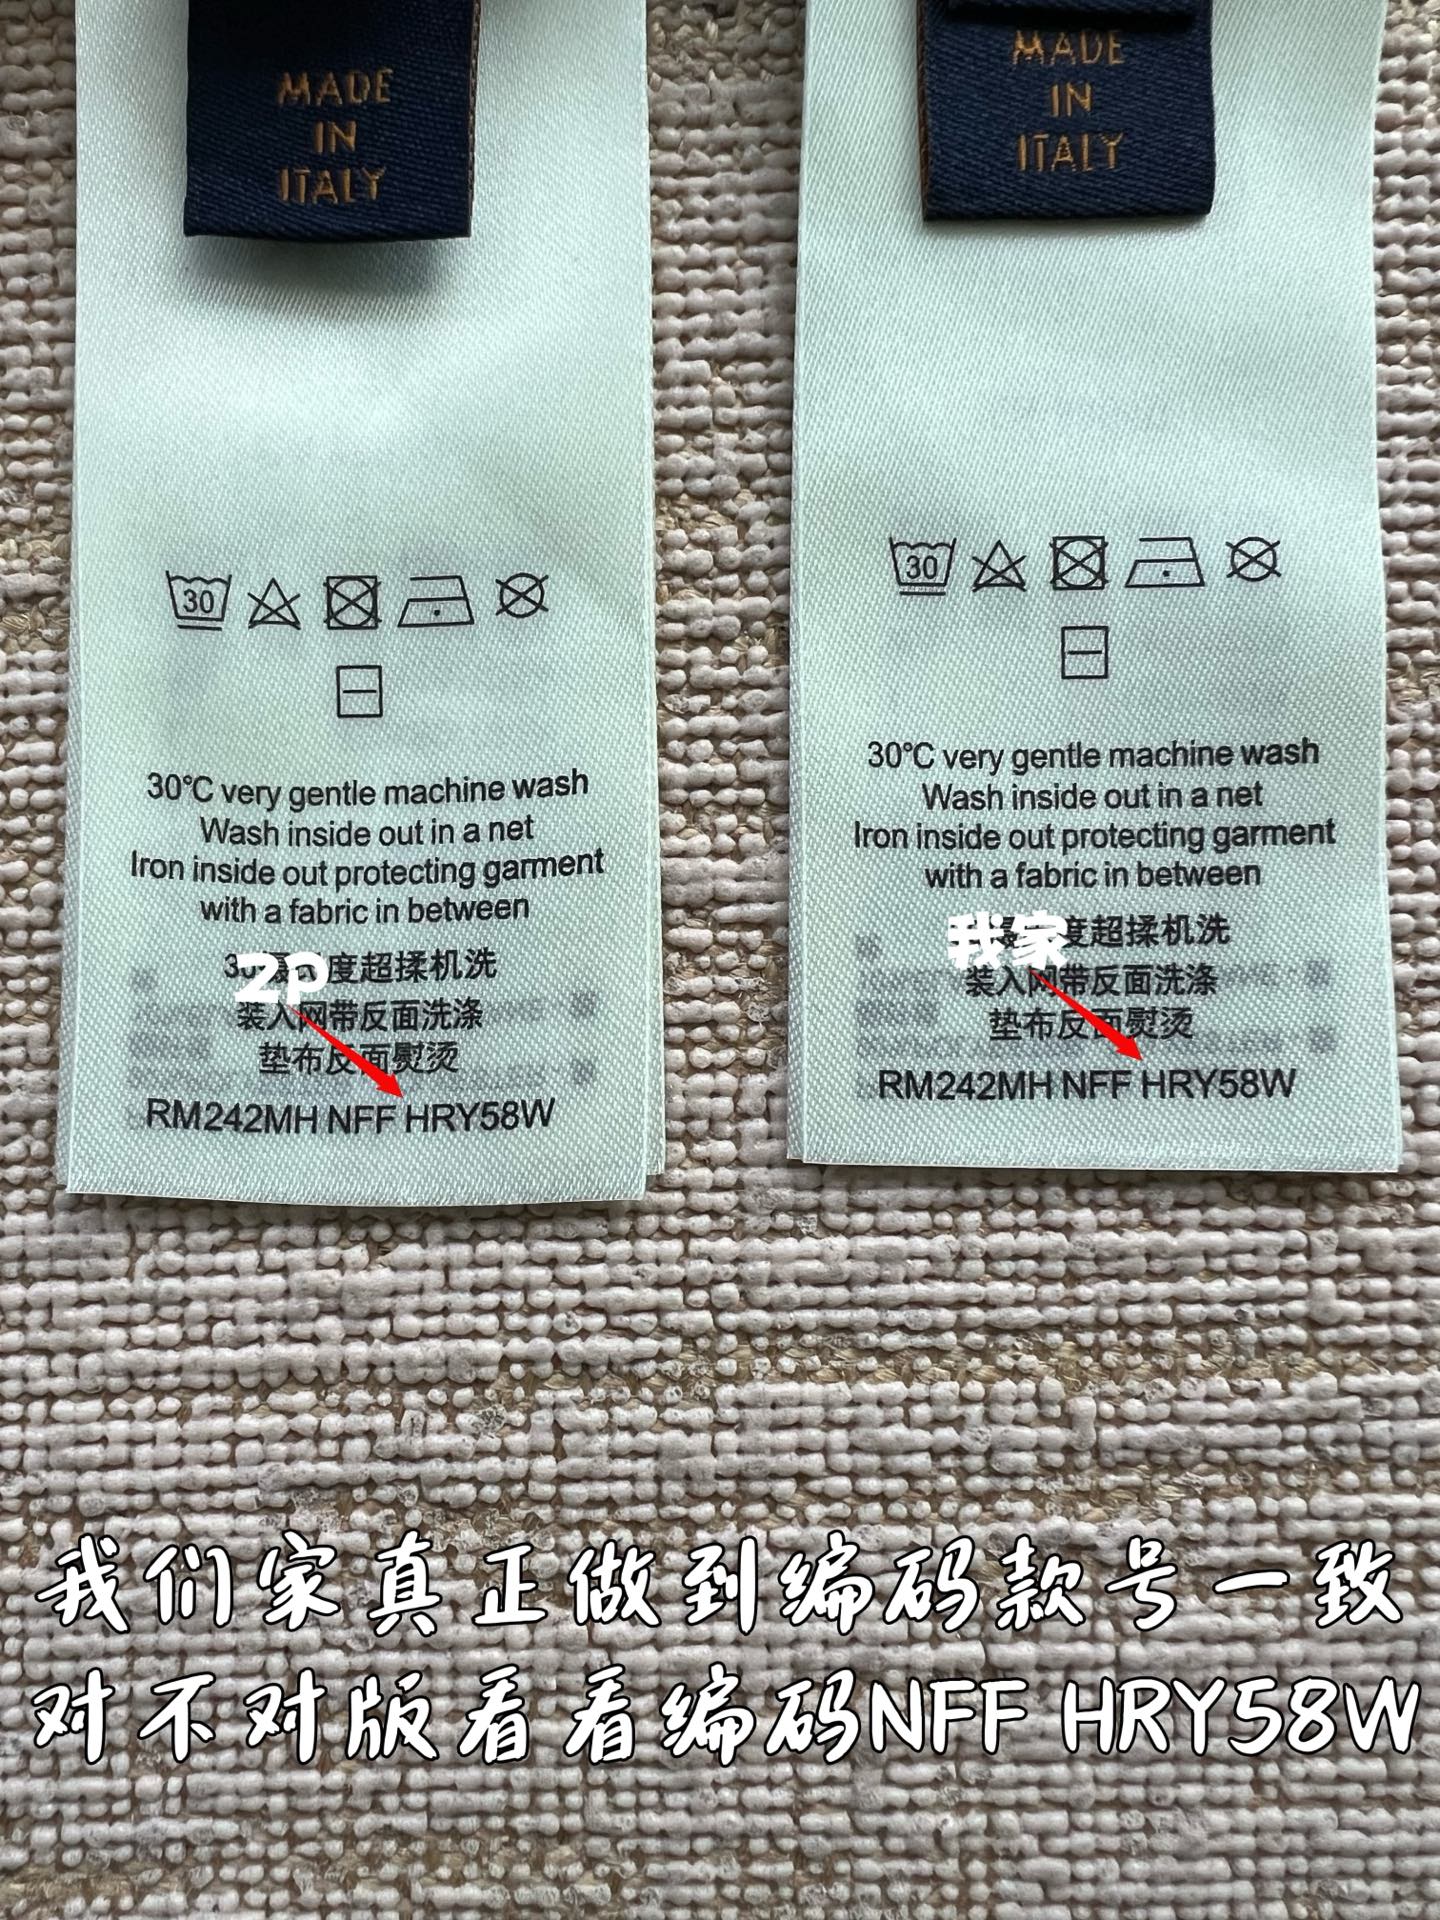 MADE
IN
ITALY
30
30°C very gentle machine wash
Wash inside out in a net
Iron inside out protecting garment
with a fabric in between
度超揉机洗
2P
装入网带反面洗涤
垫布反面熨烫
RM242MH NFF HRY58W
MADE
IN
ITALY
30
30°C very gentle machine wash
Wash inside out in a net
Iron inside out protecting garment
with a fabric in between
度超揉机洗
我家
装入网带反面洗涤
垫布反面熨烫
RM242MH NFF HRY58W
我们家真正做到编码款号一致
对不对版看看编码NFF HRY58W